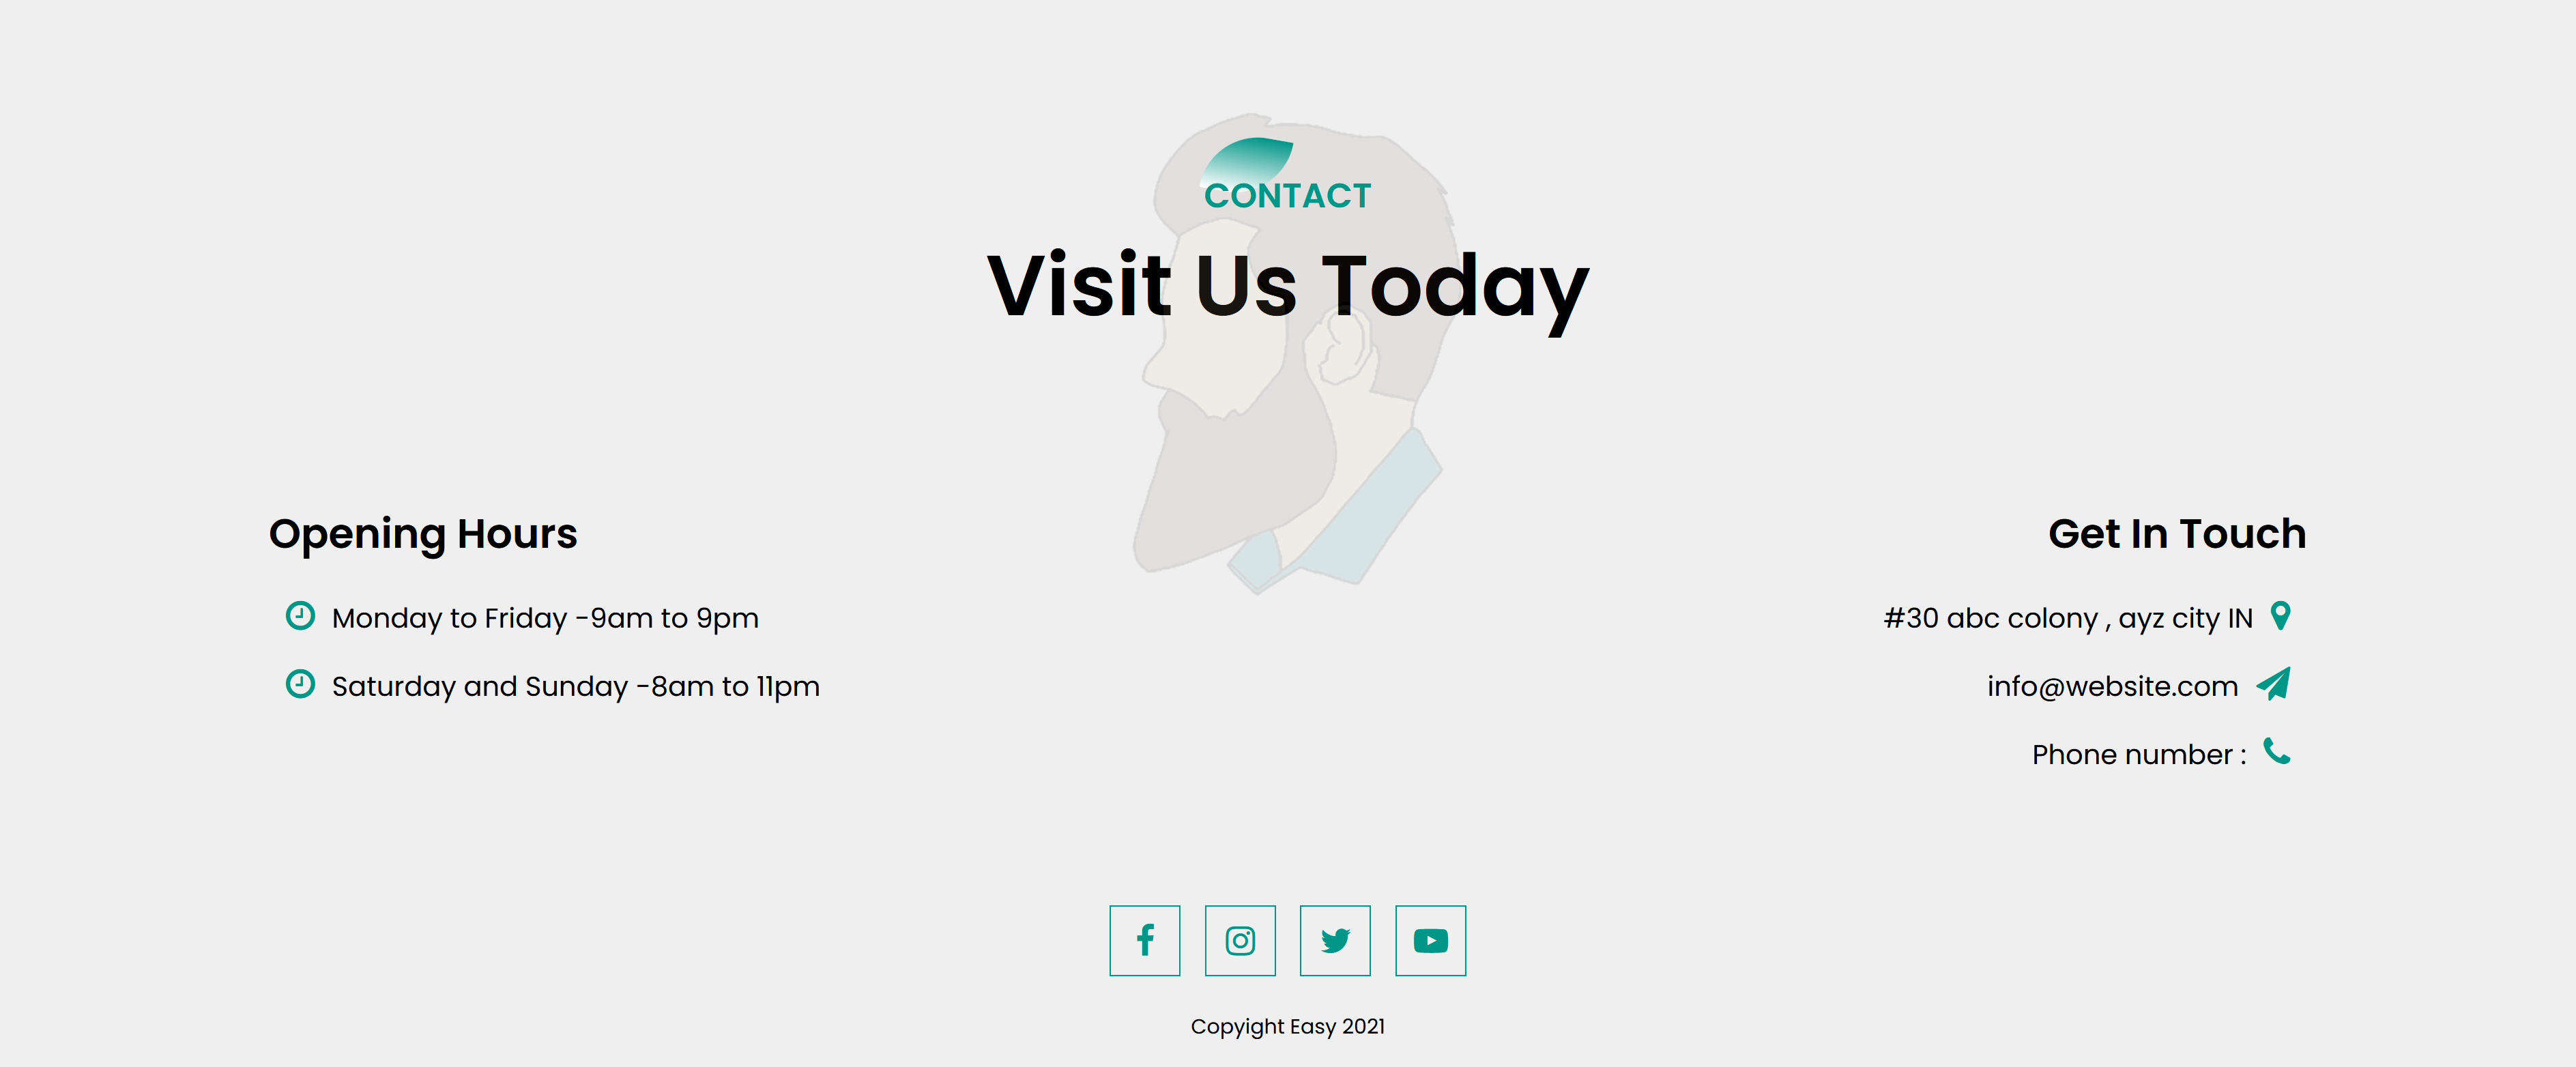 CONTACT
Visit Us Today
Opening Hours
Monday to Friday -9am to 9pm
Saturday and Sunday -8am to 11pm
Get In Touch
#30 abc colony , ayz city IN
info@website.com
Phone number :
Copyight Easy 2021